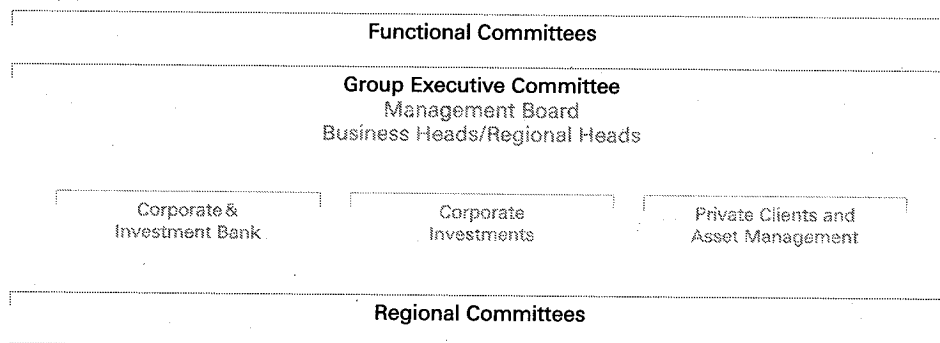 Functional Committees
Group Executive Committee
Management Board
Business Heads/Regional Heads
Corporate &
Investment Bank
Corporate
Investments
Private Clients and
Asset Management
Regional Committees